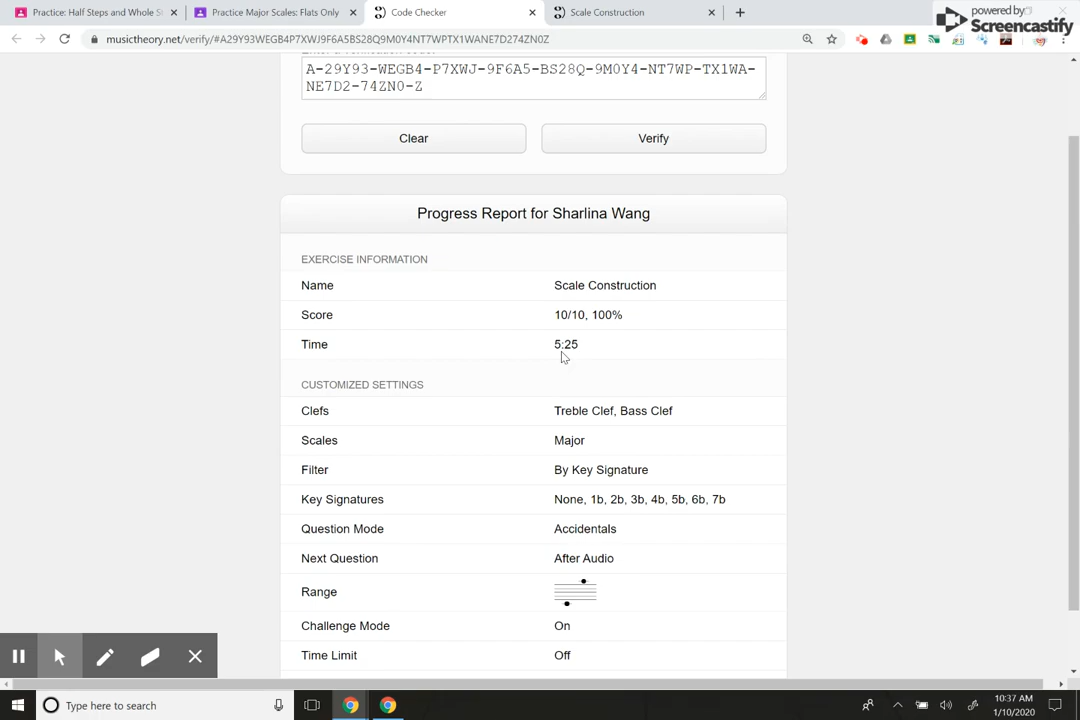 Practice: Half Steps and Whole S
Practice Major Scales: Flats Only
Code Checker
Scale Construction
powered by
Screencastify
musictheory.net/verify/#A29Y93WEGB4P7XWJ9F6A5BS28Q9M0Y4NT7WPTX1WANE7D274ZN0Z
A-29Y93-WEGB4-P7XWJ-9F6A5-BS28Q-9M0Y4-NT7WP-TX1WA-
NE7D2-74ZN0-Z
Clear
Verify
Progress Report for Sharlina Wang
EXERCISE INFORMATION
Name Scale Construction
Score 10/10, 100%
Time 5:25
CUSTOMIZED SETTINGS
Clefs Treble Clef, Bass Clef
Scales Major
Filter By Key Signature
Key Signatures None, 1b, 2b, 3b, 4b, 5b, 6b, 7b
Question Mode Accidentals
Next Question After Audio
Range
Challenge Mode On
Time Limit Off
Type here to search
10:37 AM
1/10/2020